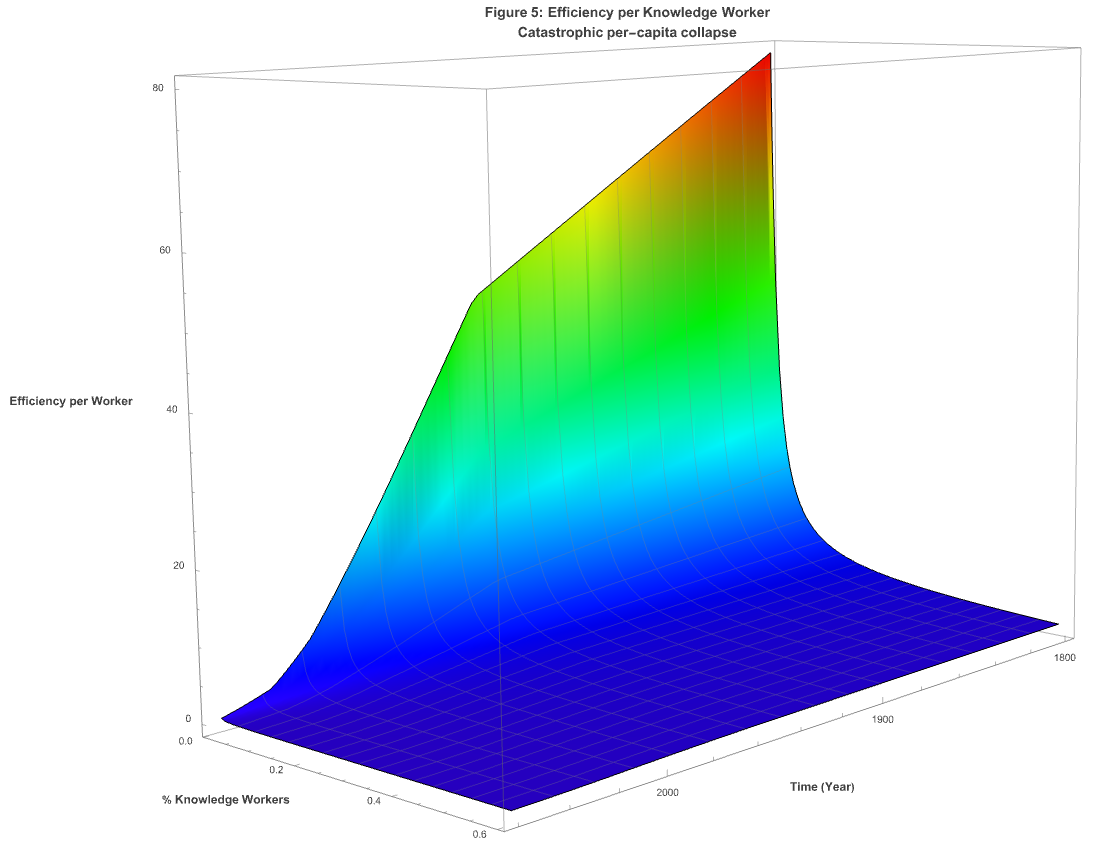 Figure 5: Efficiency per Knowledge Worker
Catastrophic per-capita collapse
80
60
Efficiency per Worker
40
20
0
0.0
0.2
% Knowledge Workers
0.4
0.6
2000
Time (Year)
1900
1800